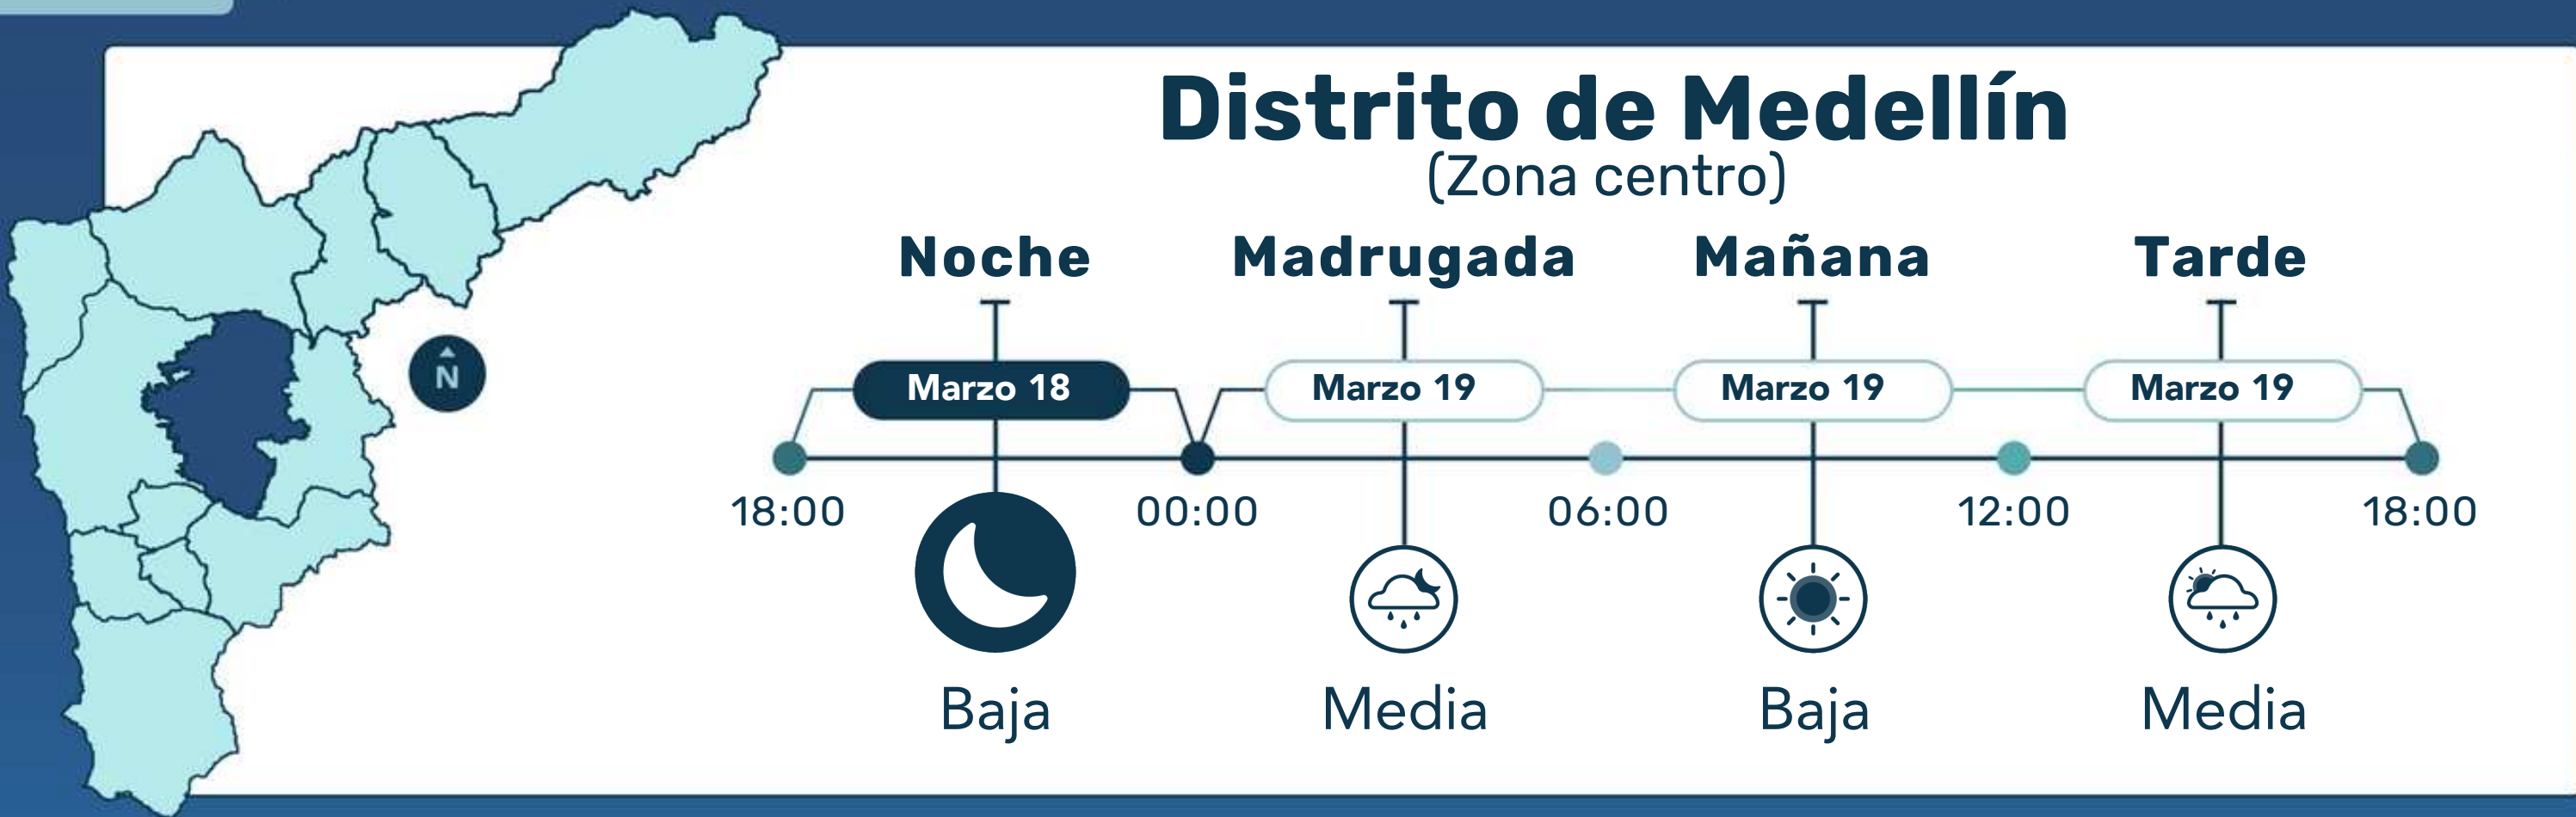 Distrito de Medellín
(Zona centro)
Noche Madrugada Mañana Tarde
N
Marzo 18 Marzo 19 Marzo 19 Marzo 19
18:00 00:00 06:00 12:00 18:00
Baja Media Baja Media